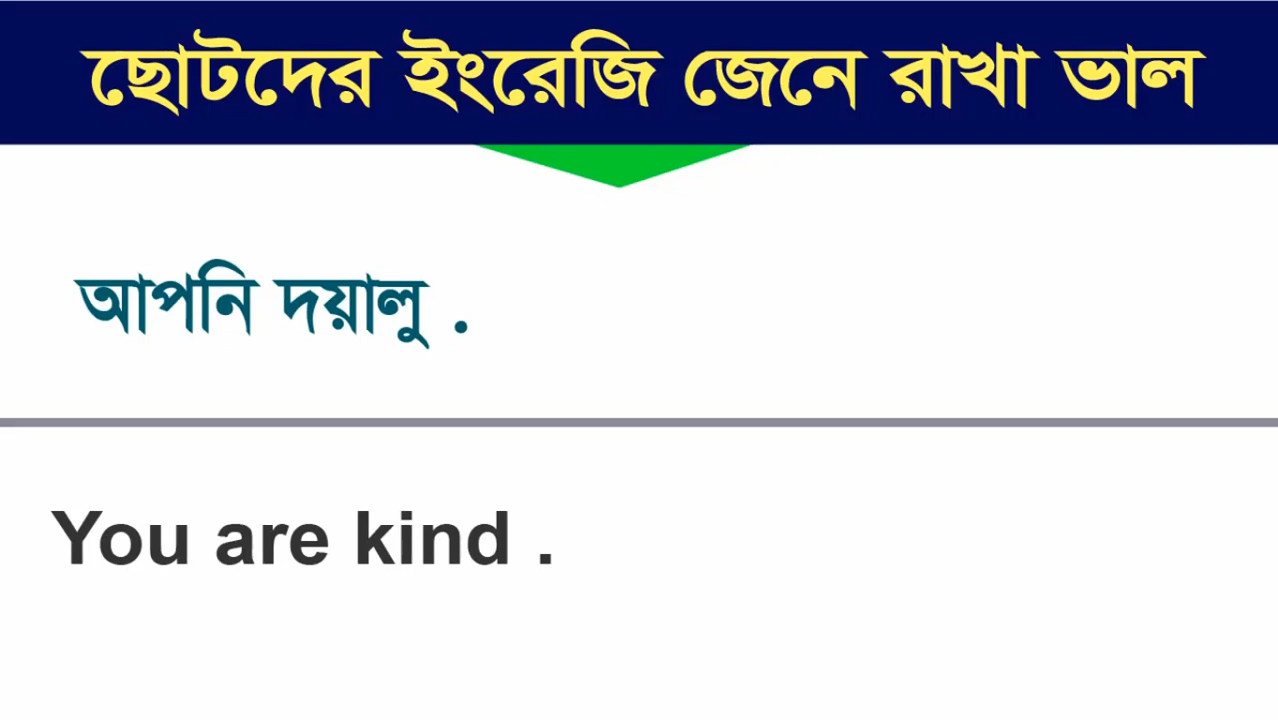 ছোটদের ইংরেজি জেনে রাখা ভাল
আপনি দয়ালু .
You are kind .